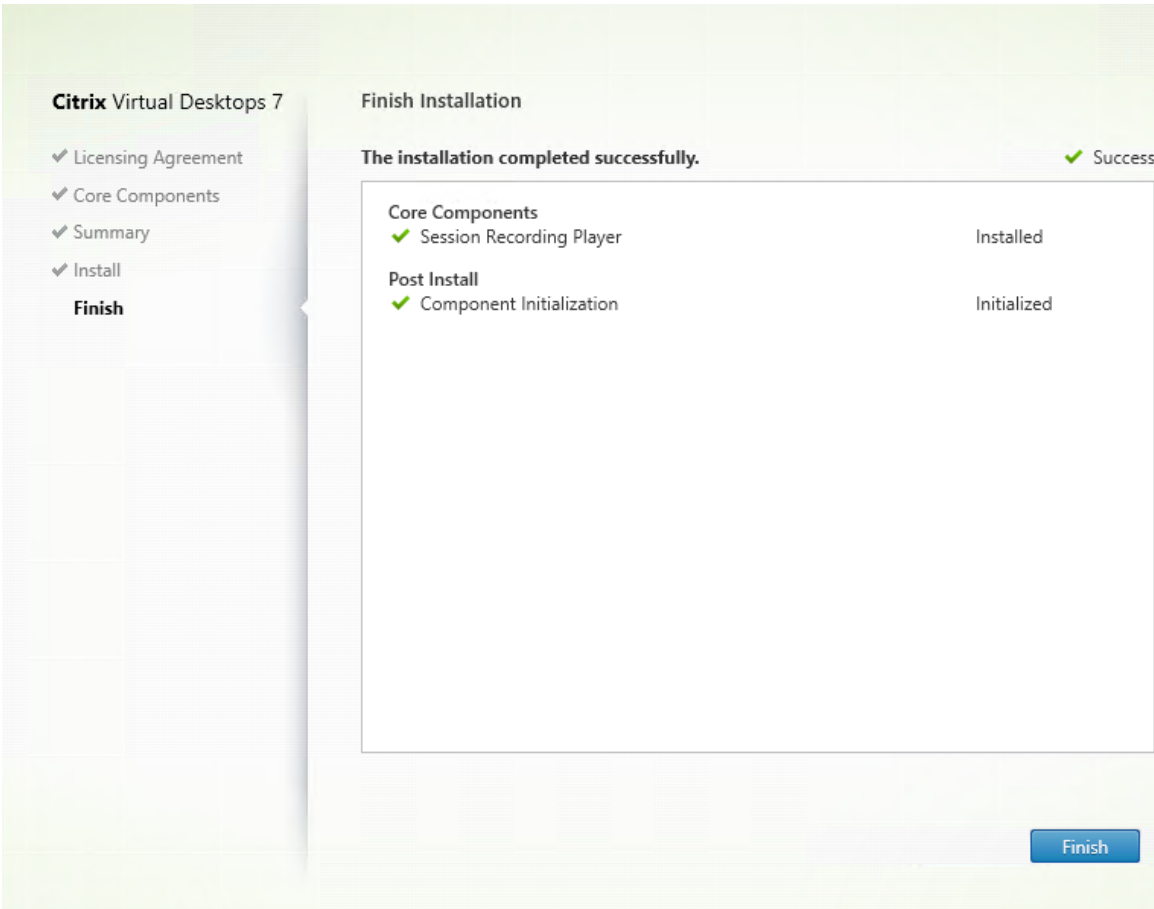 Citrix Virtual Desktops 7
Licensing Agreement
Core Components
Summary
Install
Finish
Finish Installation
The installation completed successfully.
Success
Core Components
Session Recording Player Installed
Post Install
Component Initialization Initialized
Finish